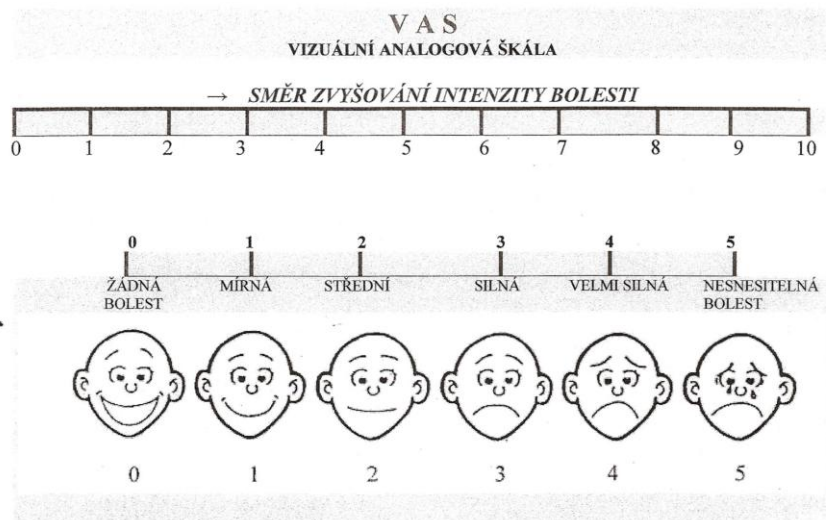 V A S
VIZUÁLNÍ ANALOGOVÁ ŠKÁLA
→ SMĚR ZVYŠOVÁNÍ INTENZITY BOLESTI
0 1 2 3 4 5 6 7 8 9 10
0 1 2 3 4 5
ŽÁDNÁ MÍRNÁ STŘEDNÍ SILNÁ VELMI SILNÁ NESNESITELNÁ
BOLEST BOLEST
0 1 2 3 4 5